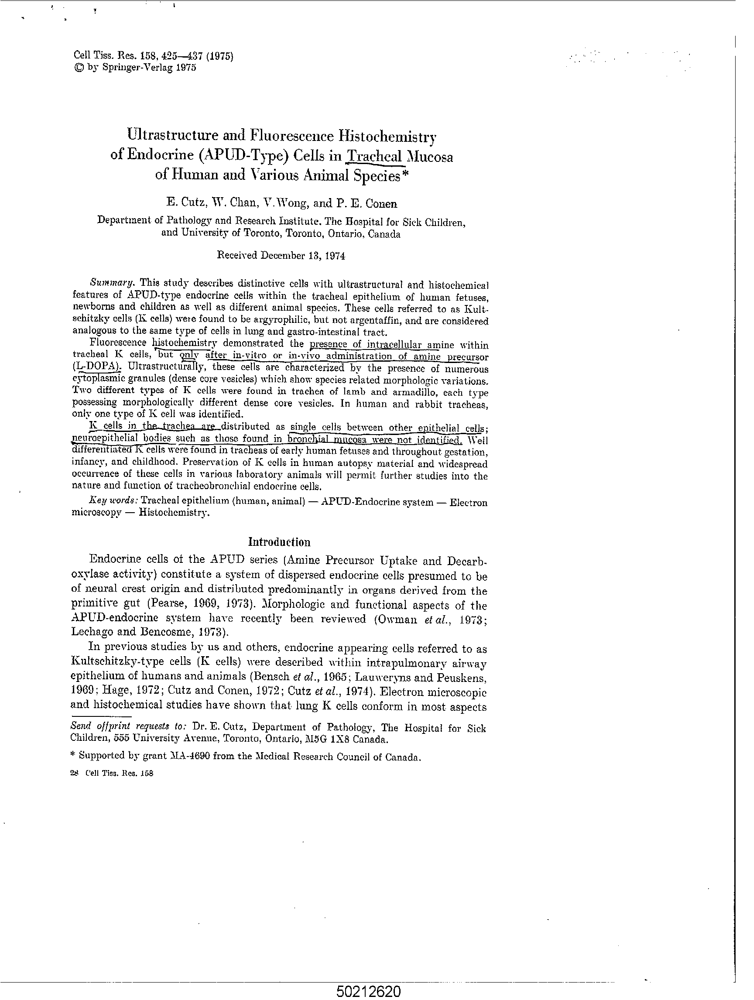 Cell Tiss. Res. 158, 425—437 (1975)
© by Springer-Verlag 1975
Ultrastructure and Fluorescence Histochemistry
of Endocrine (APUD-Type) Cells in Tracheal Mucosa
of Human and Various Animal Species*
E. Cutz, W. Chan, V. Wong, and P. E. Conen
Department of Pathology and Research Institute. The Hospital for Sick Children,
and University of Toronto, Toronto, Ontario, Canada
Received December 13, 1974
Summary. This study describes distinctive cells with ultrastructural and histochemical
features of APUD-type endocrine cells within the tracheal epithelium of human fetuses,
newborns and children as well as different animal species. These cells referred to as Kult-
schitzky cells (K cells) were found to be argyrophilic, but not argentaffin, and are considered
analogous to the same type of cells in lung and gastro-intestinal tract.
Fluorescence histochemistry demonstrated the presence of intracellular amine within
tracheal K cells, but only after in-vitro or in-vivo administration of amine precursor
(L-DOPA). Ultrastructurally, these cells are characterized by the presence of numerous
cytoplasmic granules (dense core vesicles) which show species related morphologic variations.
Two different types of K cells were found in trachea of lamb and armadillo, each type
possessing morphologically different dense core vesicles. In human and rabbit tracheas,
only one type of K cell was identified.
K cells in the trachea are distributed as single cells between other epithelial cells;
neuroepithelial bodies such as those found in bronchial mucosa were not identified. Well
differentiated K cells were found in tracheas of early human fetuses and throughout gestation,
infancy, and childhood. Preservation of K cells in human autopsy material and widespread
occurrence of these cells in various laboratory animals will permit further studies into the
nature and function of tracheobronchial endocrine cells.
Key words: Tracheal epithelium (human, animal) — APUD-Endocrine system — Electron
microscopy — Histochemistry.
Introduction
Endocrine cells of the APUD series (Amine Precursor Uptake and Decarb-
oxylase activity) constitute a system of dispersed endocrine cells presumed to be
of neural crest origin and distributed predominantly in organs derived from the
primitive gut (Pearse, 1969, 1973). Morphologic and functional aspects of the
APUD-endocrine system have recently been reviewed (Owman et al., 1973;
Lechago and Bencosme, 1973).
In previous studies by us and others, endocrine appearing cells referred to as
Kultschitzky-type cells (K cells) were described within intrapulmonary airway
epithelium of humans and animals (Bensch et al., 1965; Lauweryns and Peuskens,
1969; Hage, 1972; Cutz and Conen, 1972; Cutz et al., 1974). Electron microscopic
and histochemical studies have shown that lung K cells conform in most aspects
Send offprint requests to: Dr. E. Cutz, Department of Pathology, The Hospital for Sick
Children, 555 University Avenue, Toronto, Ontario, M5G 1X8 Canada.
* Supported by grant MA-4690 from the Medical Research Council of Canada.
28 Cell Tiss. Res. 158
50212620